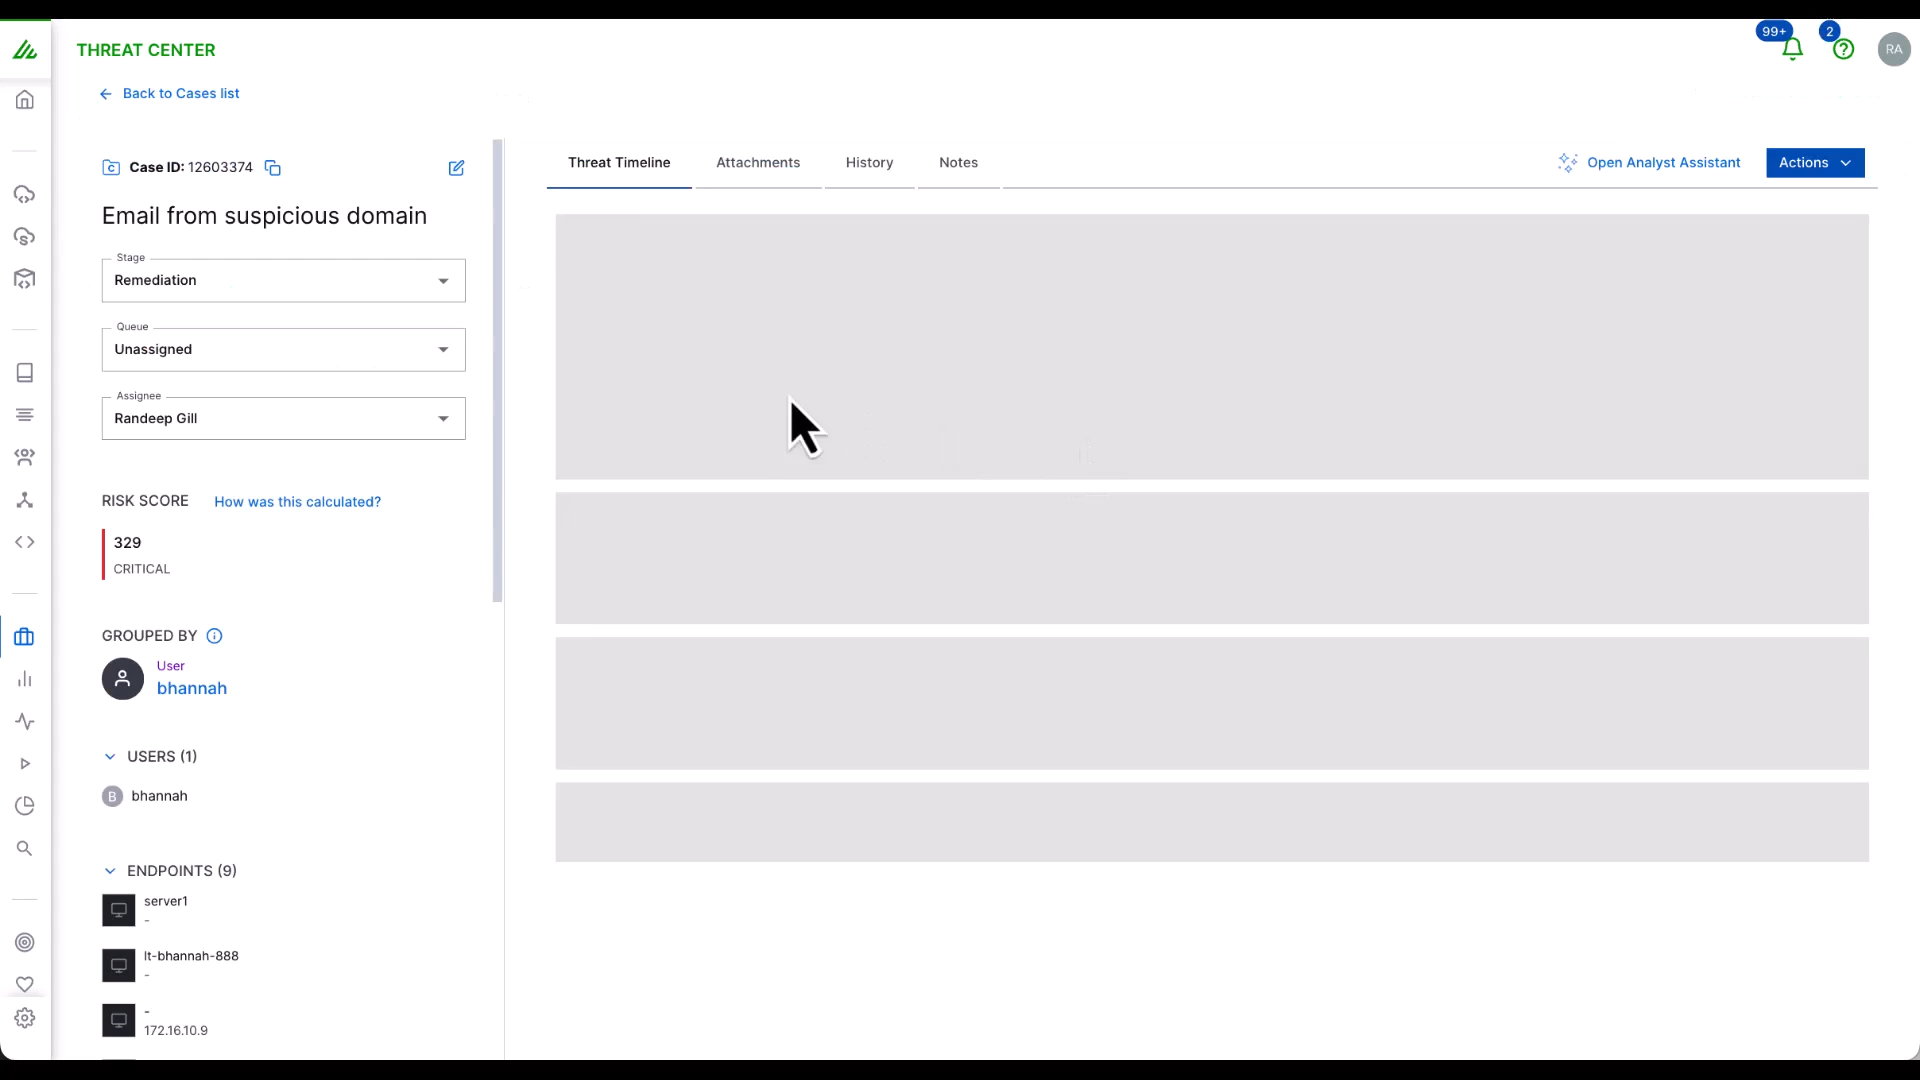 THREAT CENTER
99+
2
RA
Back to Cases list
Case ID: 12603374
Email from suspicious domain
Stage
Remediation
Queue
Unassigned
Assignee
Randeep Gill
RISK SCORE How was this calculated?
329
CRITICAL
GROUPED BY
User
bhannah
USERS (1)
B bhannah
ENDPOINTS (9)
server1
-
lt-bhannah-888
-
-
172.16.10.9
Threat Timeline Attachments History Notes
Open Analyst Assistant
Actions